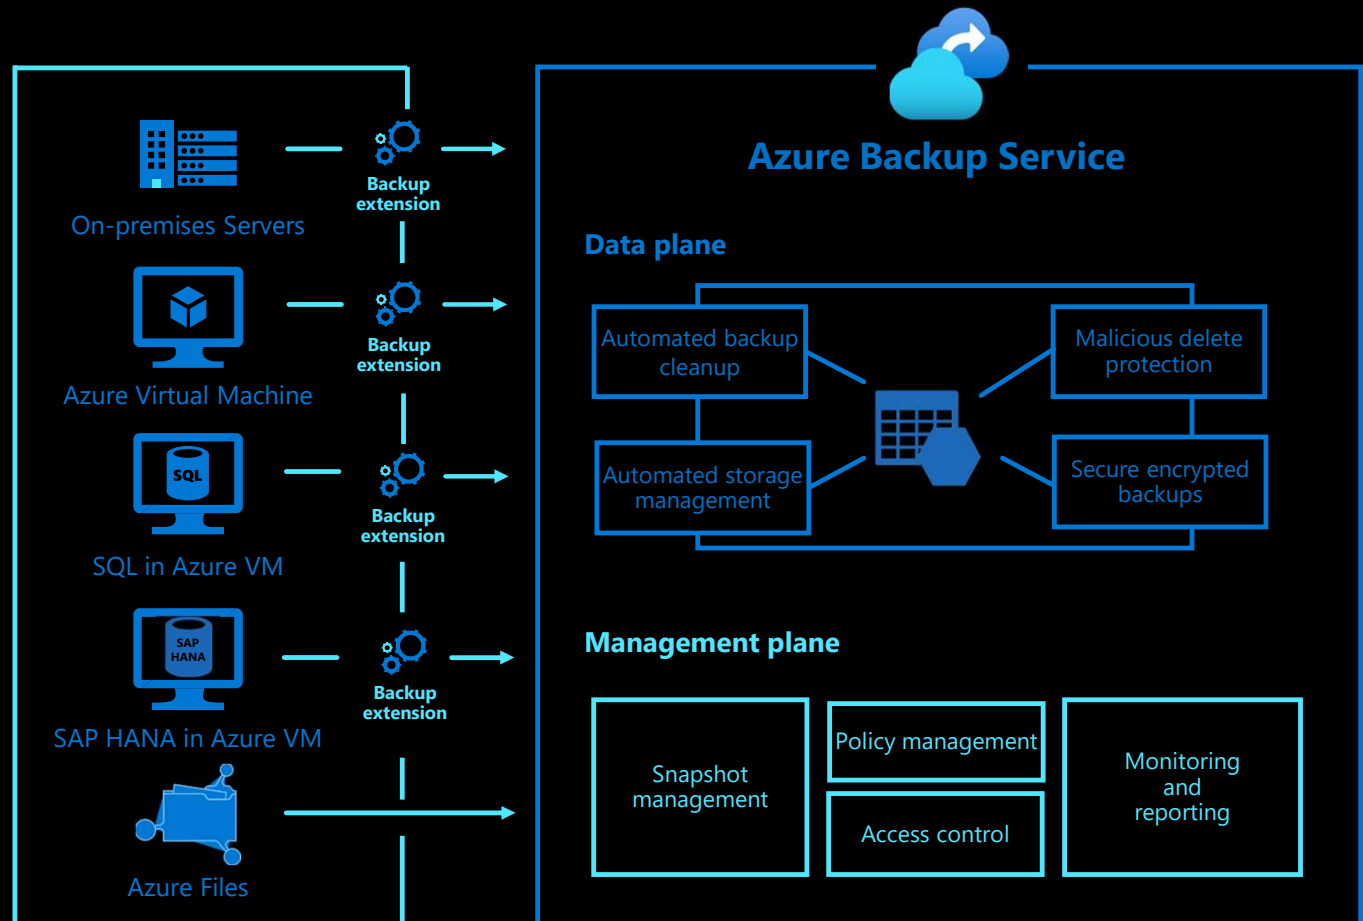 Azure Backup Service
Backup
extension
On-premises Servers
Backup
extension
Azure Virtual Machine
SQL
Backup
extension
SQL in Azure VM
SAP
HANA
Backup
extension
SAP HANA in Azure VM
Azure Files
Data plane
Automated backup
cleanup
Malicious delete
protection
Automated storage
management
Secure encrypted
backups
Management plane
Snapshot
management
Policy management
Access control
Monitoring
and
reporting